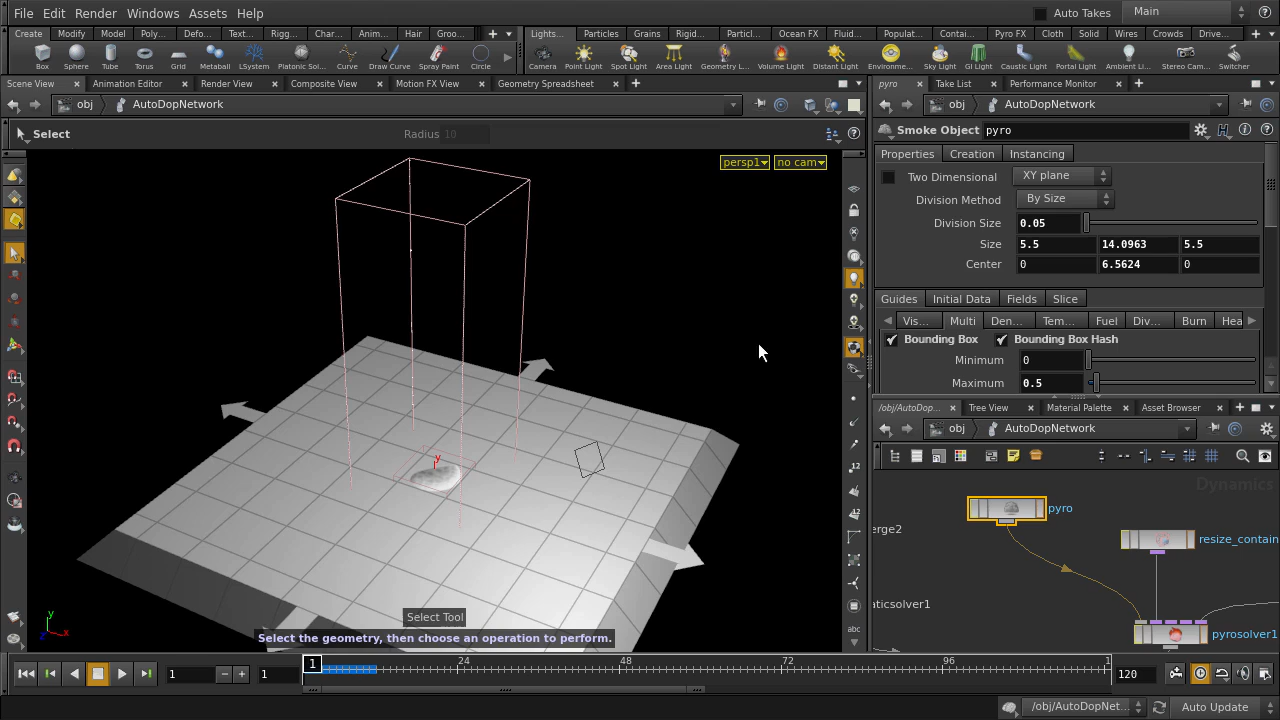 File Edit Render Windows Assets Help Auto Takes Main
Create Modify Model Poly... Defo... Text... Rigg... Char... Anim... Hair Groo... Lights... Particles Grains Rigid... Particl... Ocean FX Fluid... Populat... Contai... Pyro FX Cloth Solid Wires Crowds Drive...
Box Sphere Tube Torus Grid Metaball LSystem Platonic Sol... Curve Draw Curve Spray Paint Circle Camera Point Light Spot Light Area Light Geometry L... Volume Light Distant Light Environme... Sky Light GI Light Caustic Light Portal Light Ambient Li... Stereo Cam... Switcher
Scene View Animation Editor Render View Composite View Motion FX View Geometry Spreadsheet pyro Take List Performance Monitor
obj AutoDopNetwork obj AutoDopNetwork
Select Radius 10 Smoke Object pyro
persp1 no cam
Properties Creation Instancing
Two Dimensional XY plane
Division Method By Size
Division Size 0.05
Size 5.5 14.0963 5.5
Center 0 6.5624 0
Guides Initial Data Fields Slice
Vis... Multi Den... Tem... Fuel Div... Burn Hea
Bounding Box Bounding Box Hash
Minimum 0
Maximum 0.5
/obj/AutoDop... Tree View Material Palette Asset Browser
obj AutoDopNetwork
Dynamics
pyro
erge2
resize_contain
aticsolver1
pyrosolver1
y
12
12
abc
y
x
z
Select Tool
Select the geometry, then choose an operation to perform.
1 1 1 24 48 72 96 1 120
/obj/AutoDopNet... Auto Update